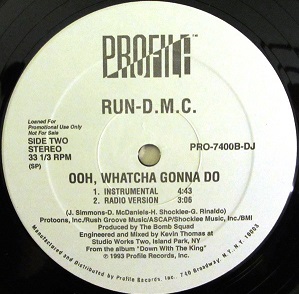 PROFILE™
RUN-D.M.C.
Loaned For
Promotional Use Only
Not For Sale
SIDE TWO
STEREO
33 1/3 RPM
(SP)
PRO-7400B-DJ
OOH, WHATCHA GONNA DO
1. INSTRUMENTAL 4:43
2. RADIO VERSION 3:06
(J. Simmons-D. McDaniels-H. Shocklee-G. Rinaldo)
Protoons, Inc./Rush Groove Music/ASCAP/Shocklee Music, Inc./BMI
Produced by The Bomb Squad
Engineered and Mixed by Kevin Thomas at
Studio Works Two, Island Park, NY
From the album "Down With The King"
© 1993 Profile Records, Inc.
Manufactured and Distributed by Profile Records, Inc. 740 Broadway, N.Y., N.Y. 10003